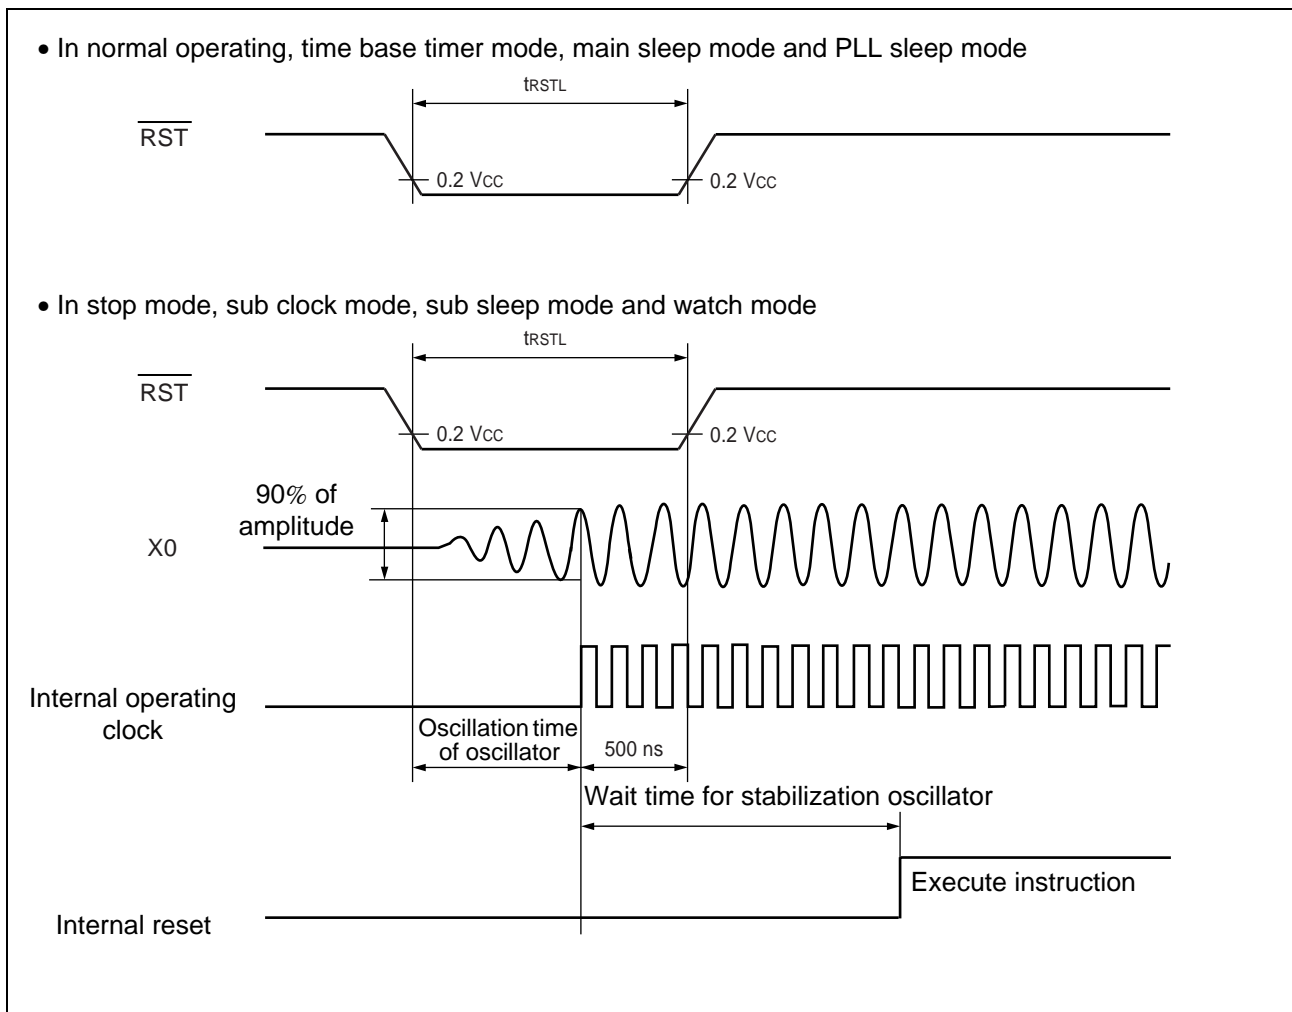 • In normal operating, time base timer mode, main sleep mode and PLL sleep mode
tRSTL
RST
0.2 VCC
0.2 VCC
• In stop mode, sub clock mode, sub sleep mode and watch mode
tRSTL
RST
0.2 VCC
0.2 VCC
90% of
amplitude
X0
Internal operating
clock
Oscillation time
of oscillator
500 ns
Wait time for stabilization oscillator
Execute instruction
Internal reset